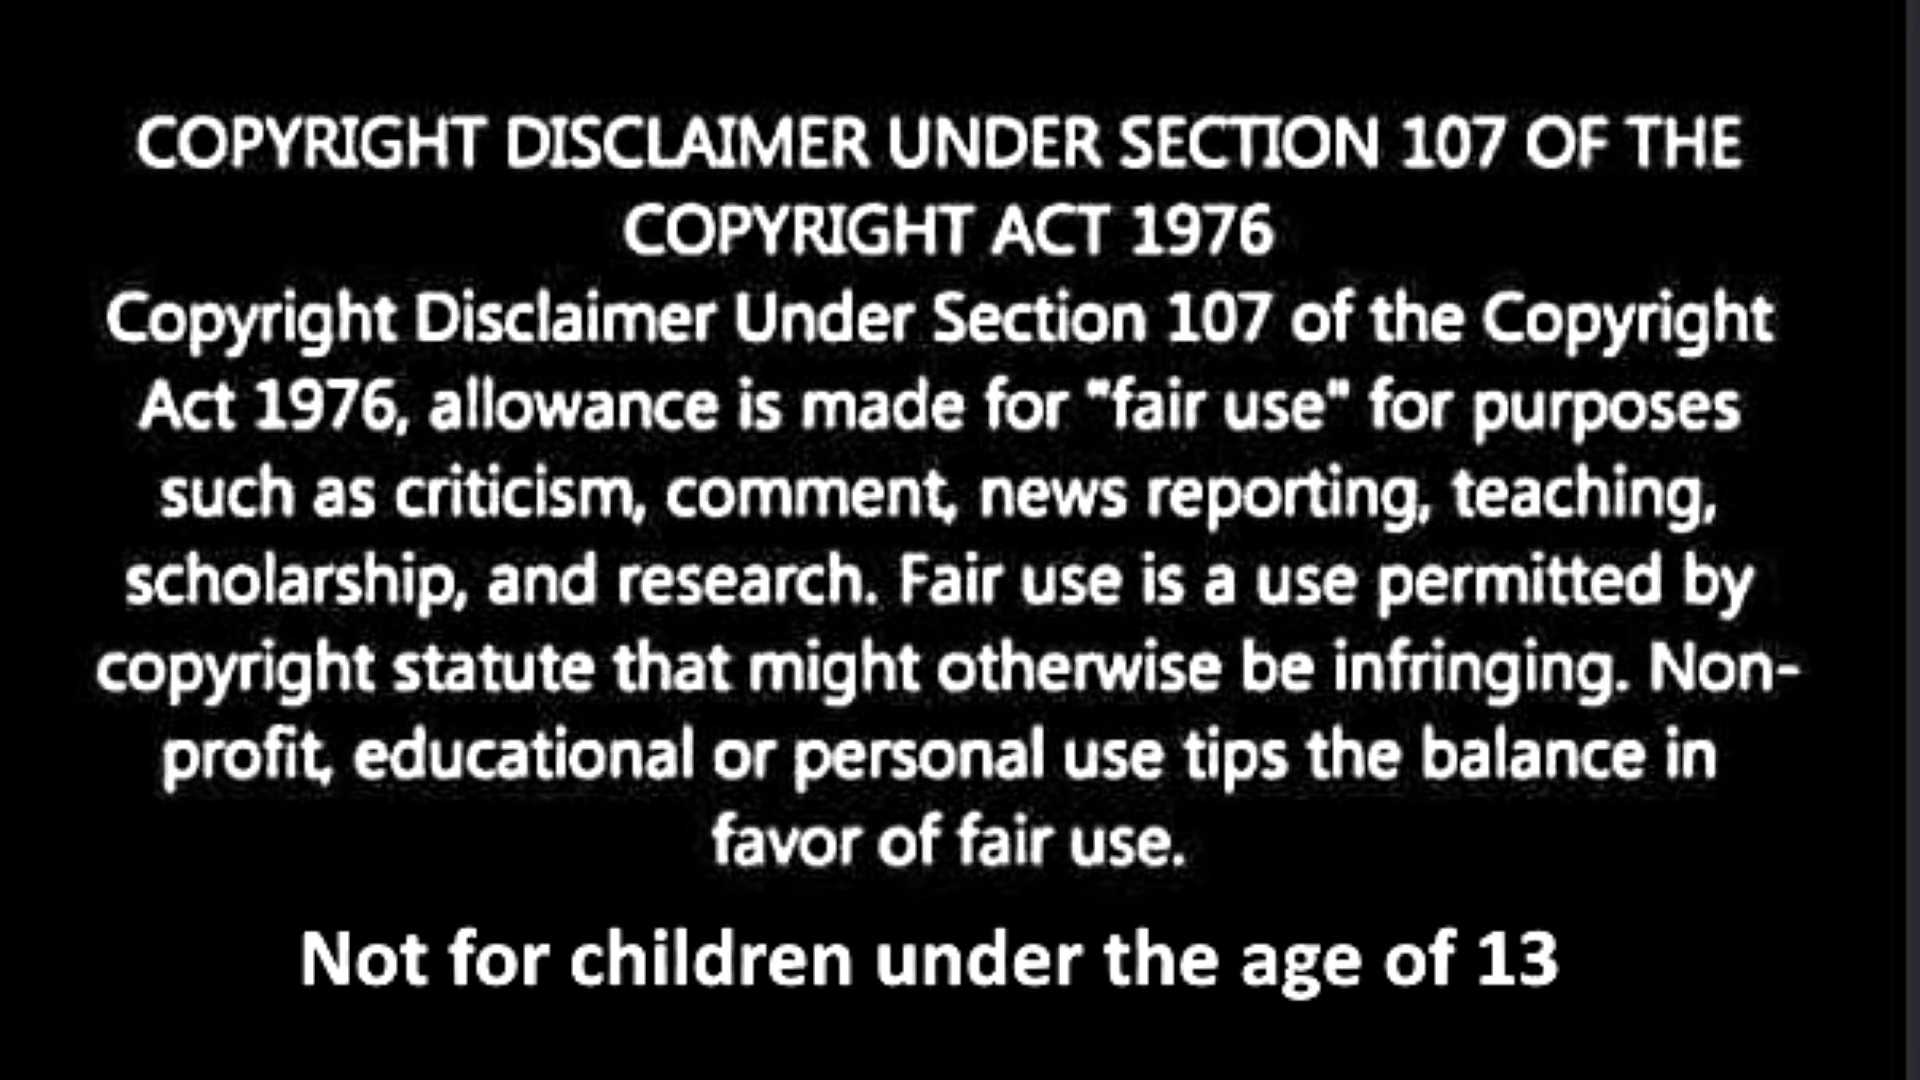 COPYRIGHT DISCLAIMER UNDER SECTION 107 OF THE
COPYRIGHT ACT 1976
Copyright Disclaimer Under Section 107 of the Copyright
Act 1976, allowance is made for "fair use" for purposes
such as criticism, comment, news reporting, teaching,
scholarship, and research. Fair use is a use permitted by
copyright statute that might otherwise be infringing. Non-
profit, educational or personal use tips the balance in
favor of fair use.
Not for children under the age of 13